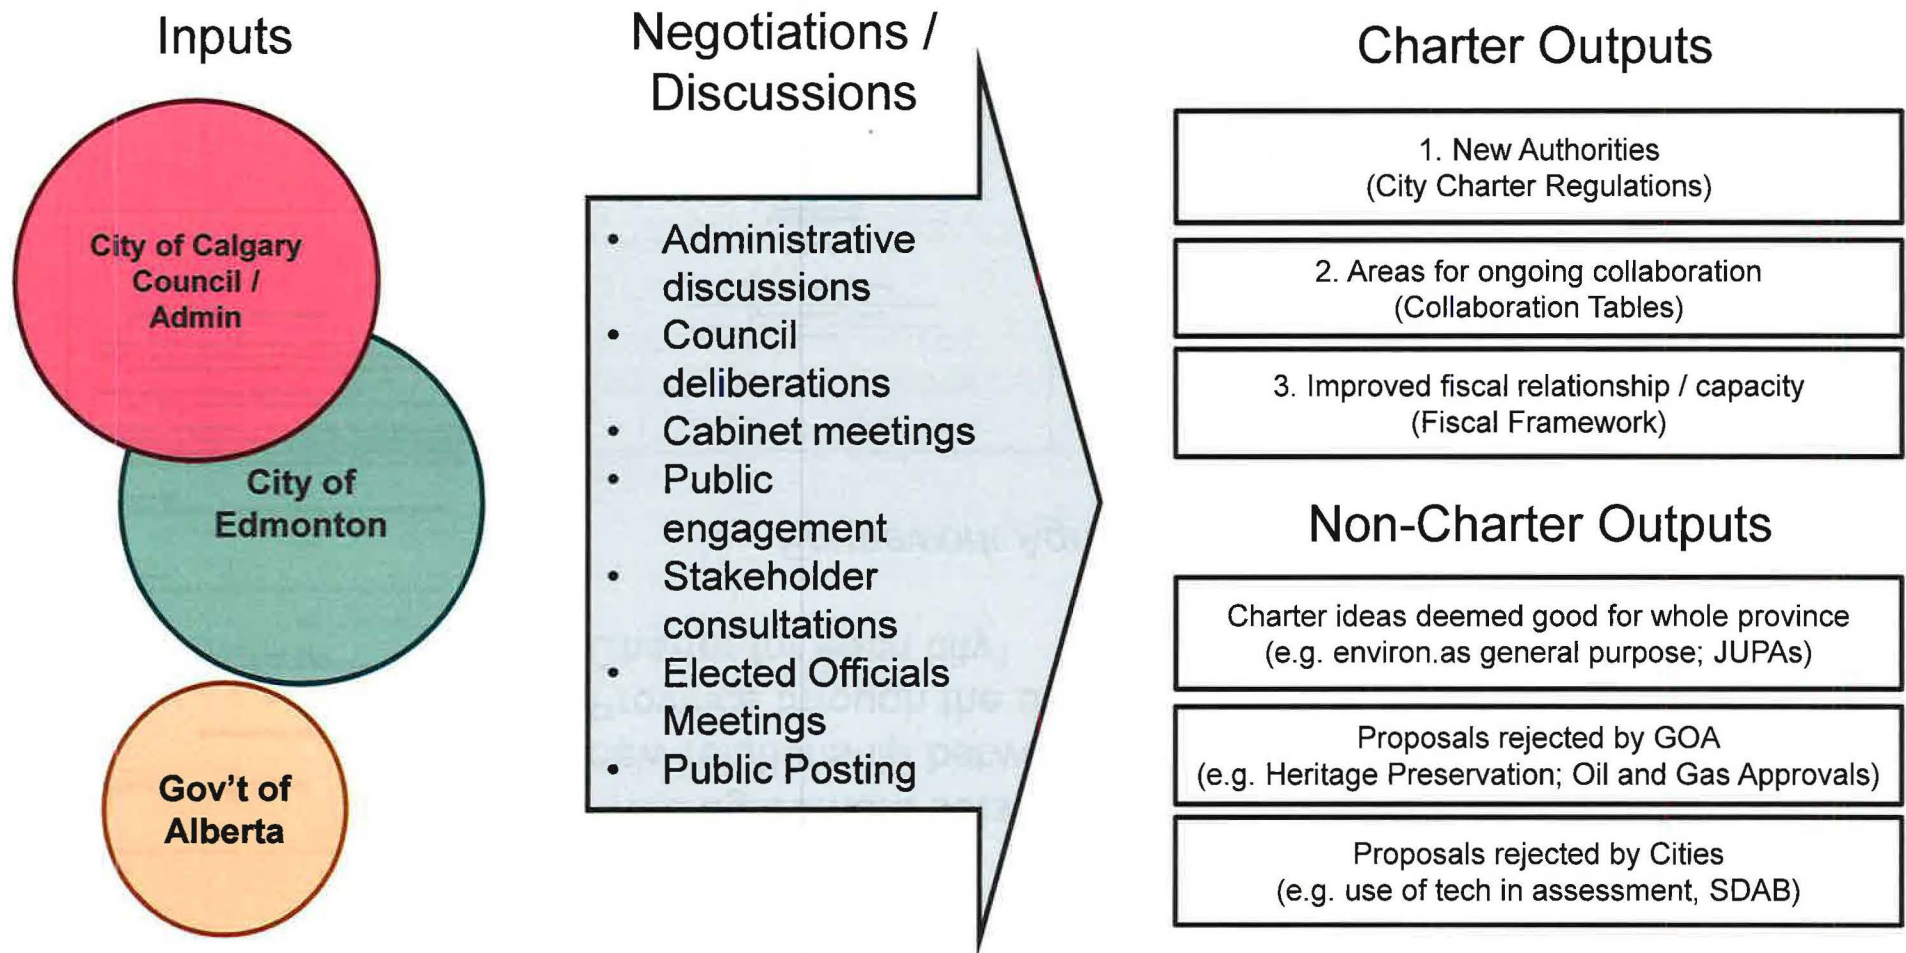 Inputs
City of Calgary
Council /
Admin
City of
Edmonton
Gov't of
Alberta
Negotiations /
Discussions
• Administrative
discussions
• Council
deliberations
• Cabinet meetings
• Public
engagement
• Stakeholder
consultations
• Elected Officials
Meetings
• Public Posting
Charter Outputs
1. New Authorities
(City Charter Regulations)
2. Areas for ongoing collaboration
(Collaboration Tables)
3. Improved fiscal relationship / capacity
(Fiscal Framework)
Non-Charter Outputs
Charter ideas deemed good for whole province
(e.g. environ.as general purpose; JUPAs)
Proposals rejected by GOA
(e.g. Heritage Preservation; Oil and Gas Approvals)
Proposals rejected by Cities
(e.g. use of tech in assessment, SDAB)